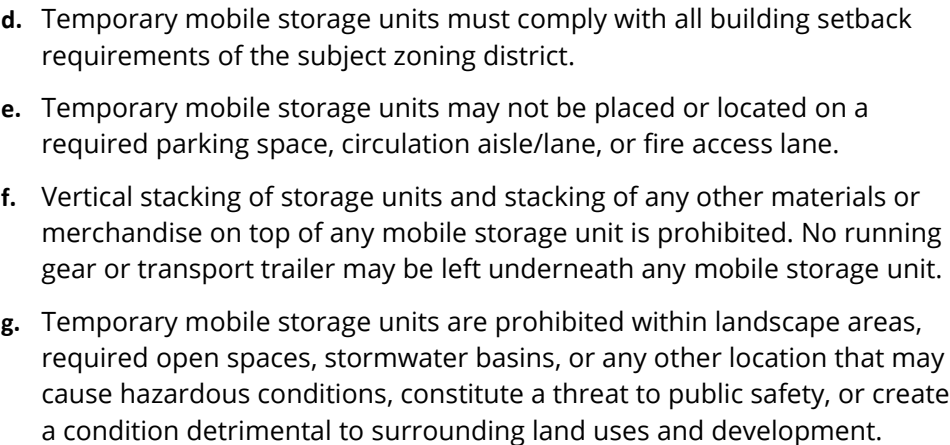 d. Temporary mobile storage units must comply with all building setback
requirements of the subject zoning district.
e. Temporary mobile storage units may not be placed or located on a
required parking space, circulation aisle/lane, or fire access lane.
f. Vertical stacking of storage units and stacking of any other materials or
merchandise on top of any mobile storage unit is prohibited. No running
gear or transport trailer may be left underneath any mobile storage unit.
g. Temporary mobile storage units are prohibited within landscape areas,
required open spaces, stormwater basins, or any other location that may
cause hazardous conditions, constitute a threat to public safety, or create
a condition detrimental to surrounding land uses and development.